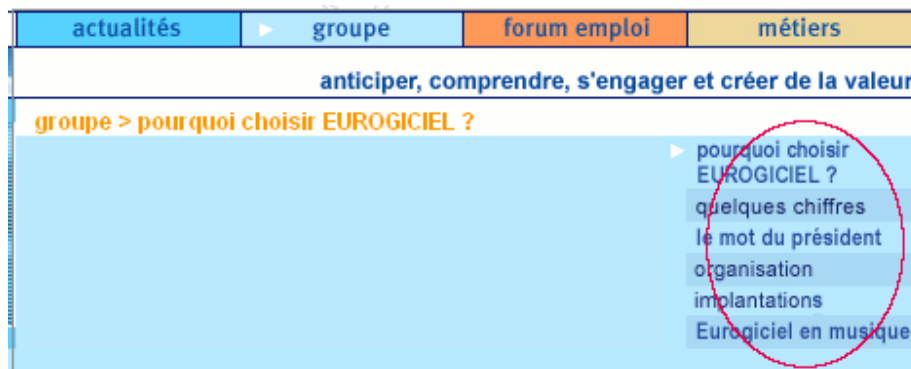 actualités groupe forum emploi métiers
anticiper, comprendre, s'engager et créer de la valeur
groupe > pourquoi choisir EUROGICIEL ?
pourquoi choisir
EUROGICIEL ?
quelques chiffres
le mot du président
organisation
implantations
Eurogiciel en musique